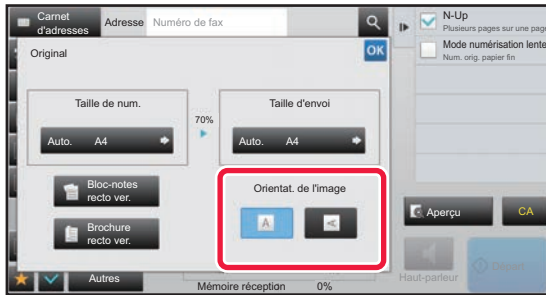 Carnet
d'adresses
Adresse
Numéro de fax
N-Up
Plusieurs pages sur une page
Mode numérisation lente
Num. orig. papier fin
Original
OK
Taille de num.
70%
Taille d'envoi
Auto. A4
Auto. A4
Bloc-notes
recto ver.
Orientat. de l'image
A
A
Brochure
recto ver.
Aperçu
CA
Autres
Mémoire réception 0%
Haut-parleur
Départ